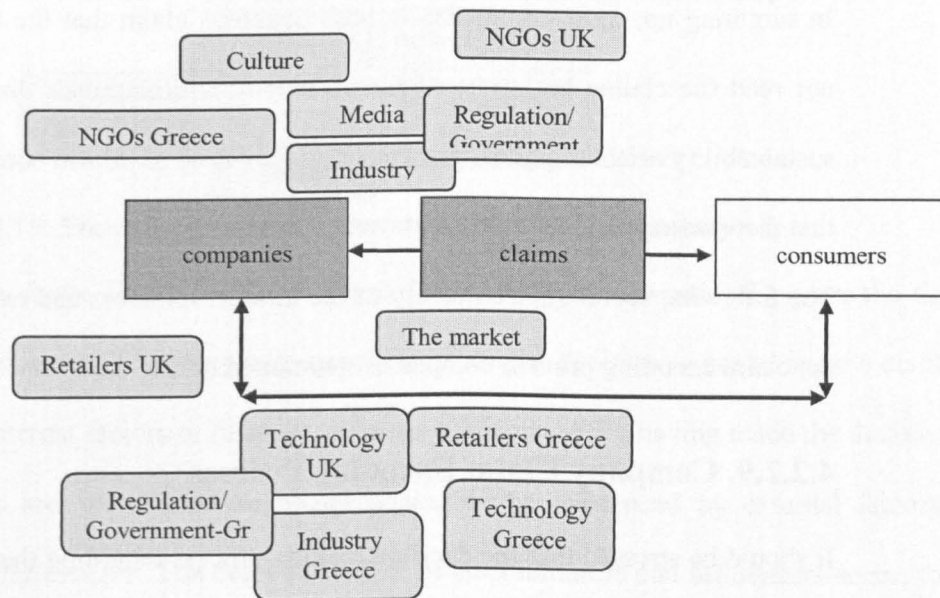 NGOs UK
Culture
NGOs Greece
Media
Regulation/
Government
Industry
companies
claims
consumers
The market
Retailers UK
Technology
UK
Retailers Greece
Regulation/
Government-Gr
Technology
Greece
Industry
Greece